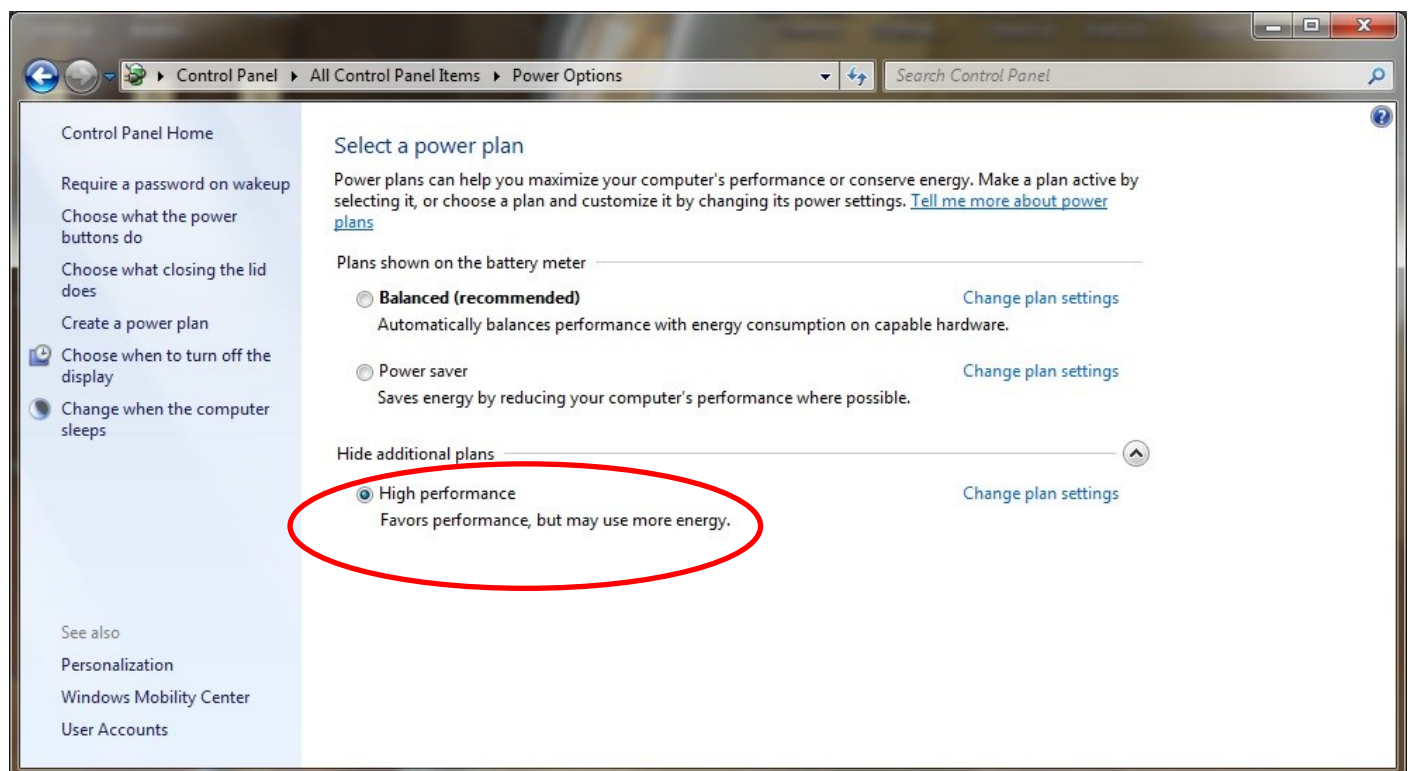 Control Panel ▸ All Control Panel Items ▸ Power Options
Search Control Panel
Control Panel Home
Require a password on wakeup
Choose what the power
buttons do
Choose what closing the lid
does
Create a power plan
Choose when to turn off the
display
Change when the computer
sleeps
See also
Personalization
Windows Mobility Center
User Accounts
Select a power plan
Power plans can help you maximize your computer's performance or conserve energy. Make a plan active by
selecting it, or choose a plan and customize it by changing its power settings. Tell me more about power
plans
Plans shown on the battery meter
Balanced (recommended) Change plan settings
Automatically balances performance with energy consumption on capable hardware.
Power saver Change plan settings
Saves energy by reducing your computer's performance where possible.
Hide additional plans
High performance Change plan settings
Favors performance, but may use more energy.